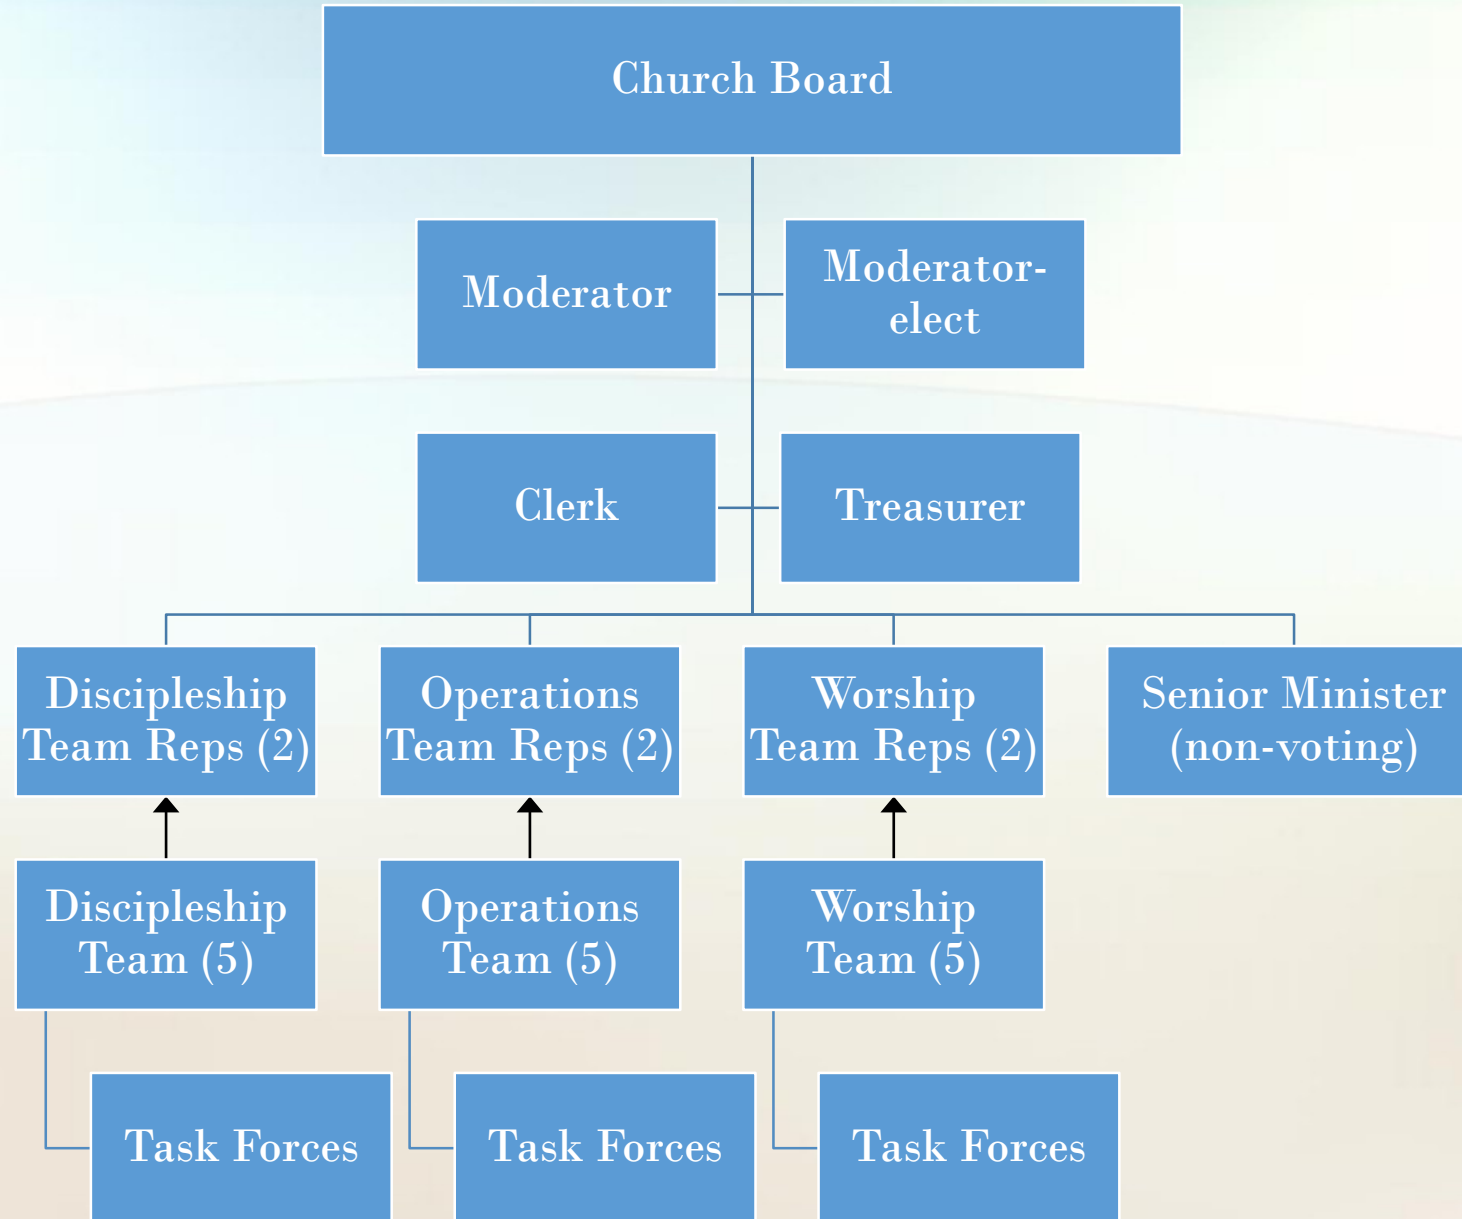 Church Board
Moderator
Moderator-
elect
Clerk
Treasurer
Discipleship
Team Reps (2)
Operations
Team Reps (2)
Worship
Team Reps (2)
Senior Minister
(non-voting)
Discipleship
Team (5)
Operations
Team (5)
Worship
Team (5)
Task Forces
Task Forces
Task Forces